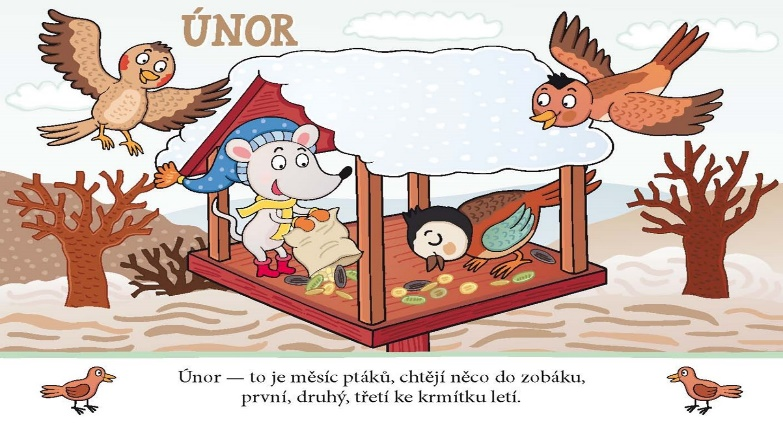 ÚNOR
Únor — to je měsíc ptáků, chtějí něco do zobáku,
první, druhý, třetí ke krmítku letí.